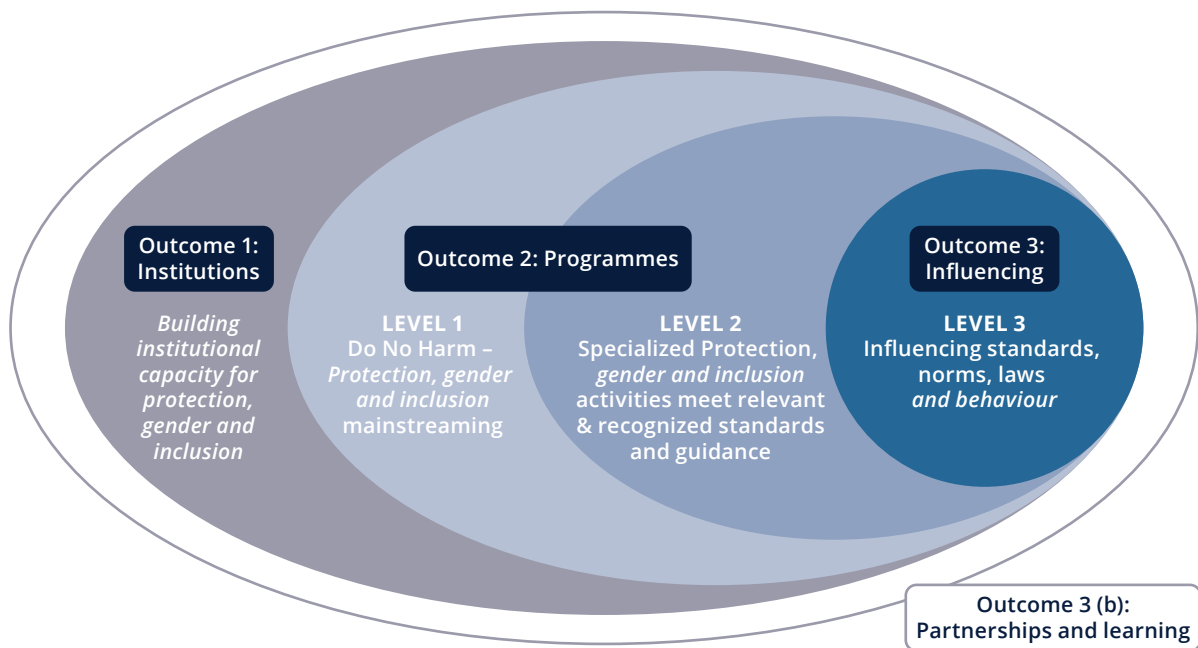 Outcome 1:
Institutions
Building
institutional
capacity for
protection,
gender and
inclusion
Outcome 2: Programmes
LEVEL 1
Do No Harm –
Protection, gender
and inclusion
mainstreaming
LEVEL 2
Specialized Protection,
gender and inclusion
activities meet relevant
& recognized standards
and guidance
Outcome 3:
Influencing
LEVEL 3
Influencing standards,
norms, laws
and behaviour
Outcome 3 (b):
Partnerships and learning